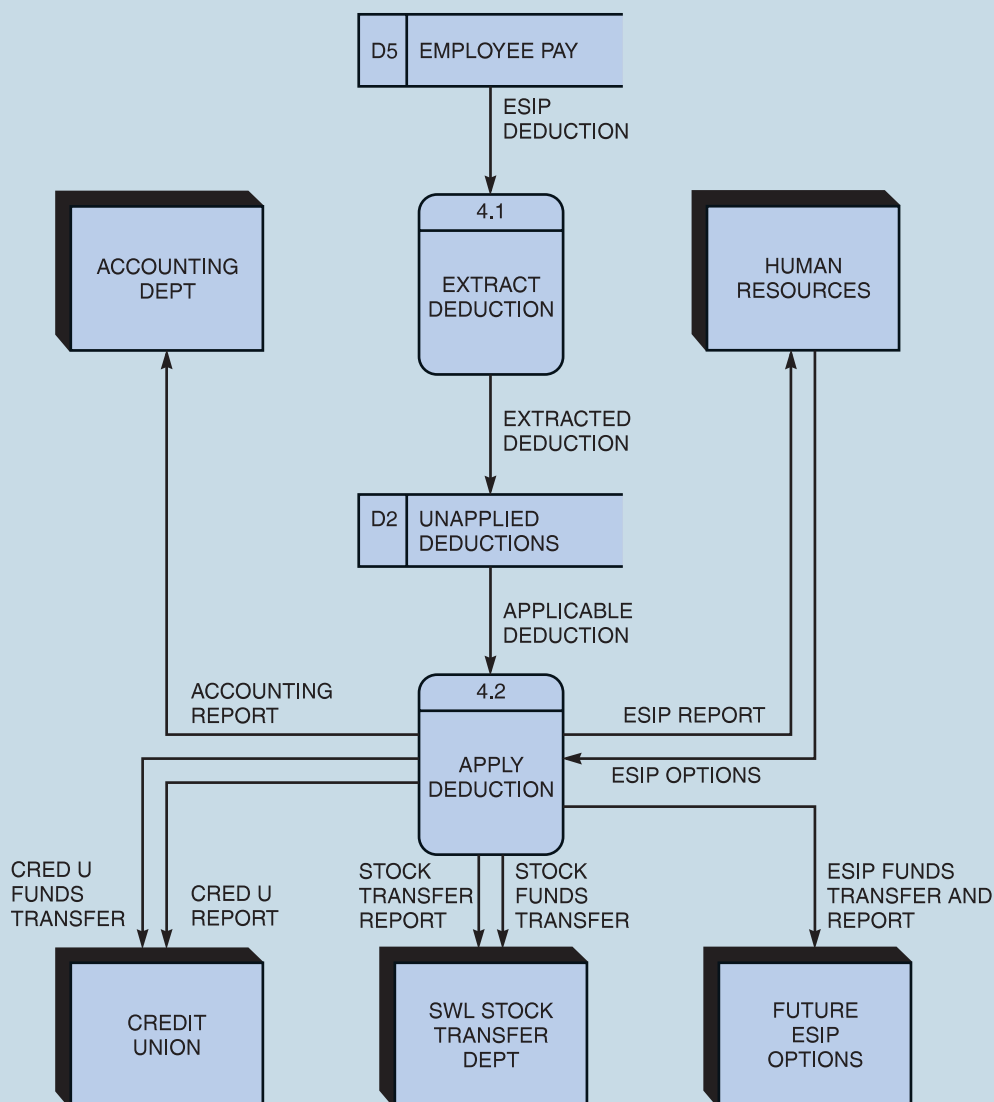 D5
EMPLOYEE PAY
ESIP
DEDUCTION
4.1
EXTRACT
DEDUCTION
ACCOUNTING
DEPT
HUMAN
RESOURCES
EXTRACTED
DEDUCTION
D2
UNAPPLIED
DEDUCTIONS
APPLICABLE
DEDUCTION
4.2
APPLY
DEDUCTION
ACCOUNTING
REPORT
ESIP REPORT
ESIP OPTIONS
CRED U
FUNDS
TRANSFER
CRED U
REPORT
STOCK
TRANSFER
REPORT
STOCK
FUNDS
TRANSFER
ESIP FUNDS
TRANSFER AND
REPORT
CREDIT
UNION
SWL STOCK
TRANSFER
DEPT
FUTURE
ESIP
OPTIONS